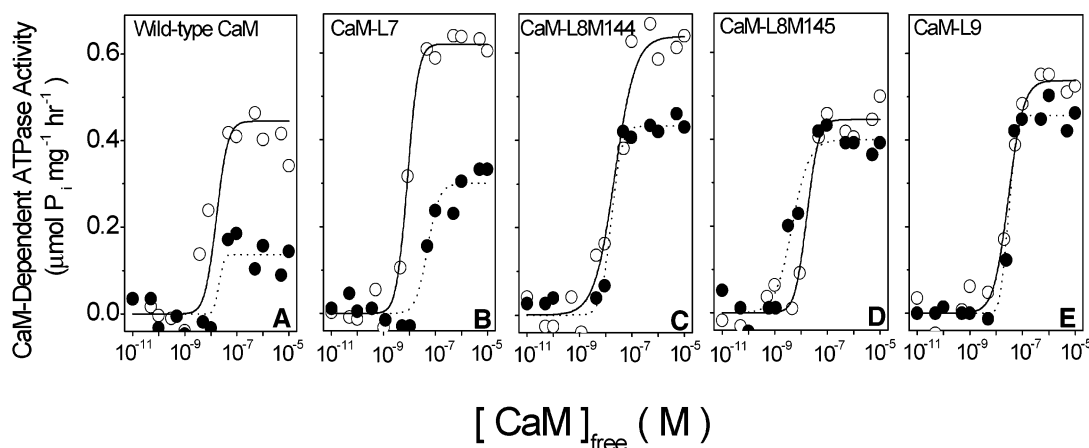 CaM-Dependent ATPase Activity
(μmol P i mg-1 hr-1)
Wild-type CaM
CaM-L7
CaM-L8M144
CaM-L8M145
CaM-L9
0.6
0.4
0.2
0.0
A
B
C
D
E
10-11 10-9 10-7 10-5
10-11 10-9 10-7 10-5
10-11 10-9 10-7 10-5
10-11 10-9 10-7 10-5
10-11 10-9 10-7 10-5
[ CaM ]free ( M )